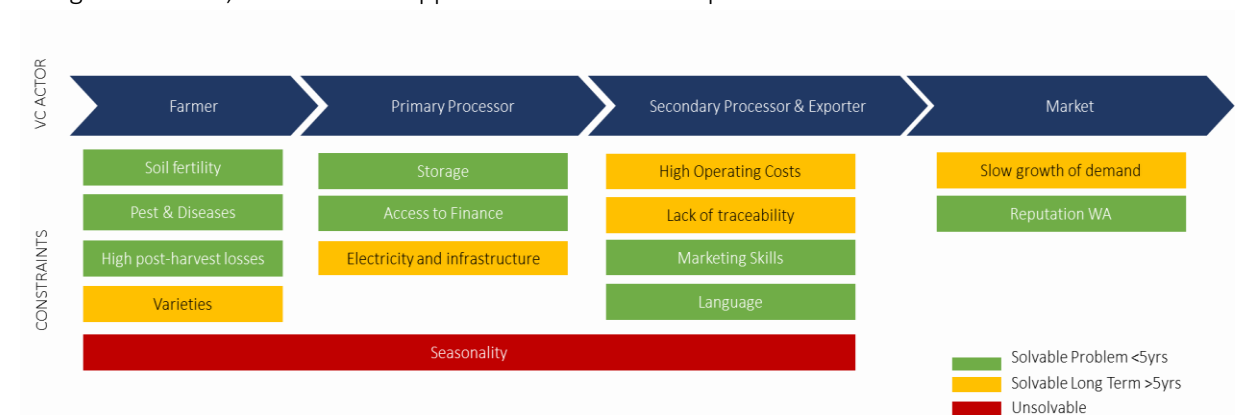 VC ACTOR
Farmer
Primary Processor
Secondary Processor & Exporter
Market
CONSTRAINTS
Soil fertility
Pest & Diseases
High post-harvest losses
Varieties
Storage
Access to Finance
Electricity and infrastructure
High Operating Costs
Lack of traceability
Marketing Skills
Language
Slow growth of demand
Reputation WA
Seasonality
Solvable Problem <5yrs
Solvable Long Term >5yrs
Unsolvable